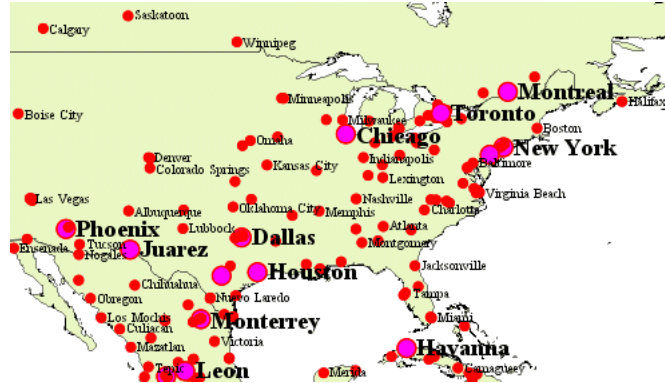 Saskatoon
Calgary
Winnipeg
Montreal
Minneapolis
Halifax
Boise City
Milwaukee
Toronto
Chicago
Boston
Omaha
New York
Denver
Indianapolis
Baltimore
Colorado Springs
Kansas City
Lexington
Las Vegas
Nashville
Virginia Beach
Albuquerque
Oklahoma City
Memphis
Charlotta
Phoenix
Lubbock
Atlanta
Dallas
Tucson
Montgomery
Ensenada
Juarez
Nogales
Jacksonville
Houston
Chihuahua
Obregon
Nuevo Laredo
Tampa
Los Mochis
Monterrey
Miami
Culiacan
Victoria
Mazatlan
Havanna
Tepic
Leon
Merida
Camaguey